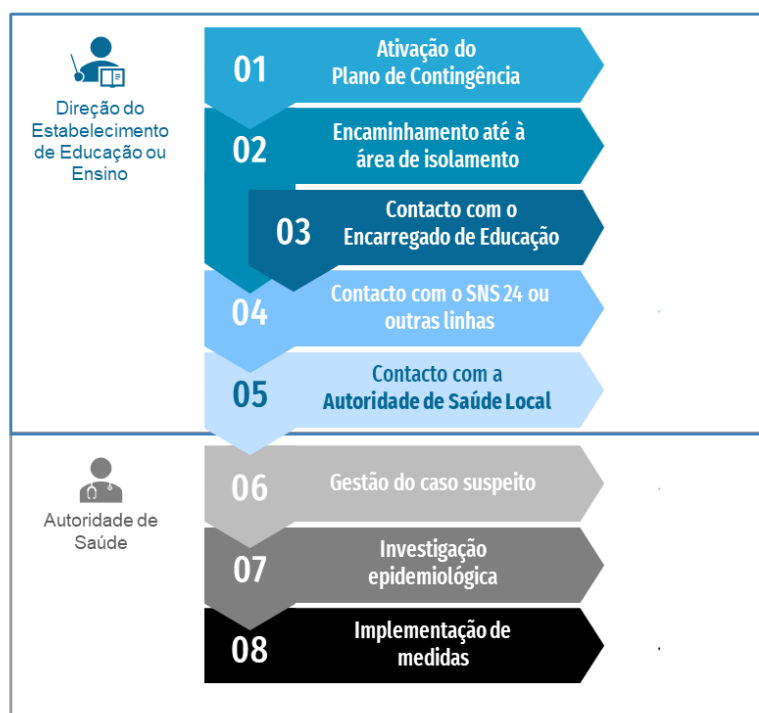 Direção do
Estabelecimento
de Educação ou
Ensino
01
Ativação do
Plano de Contingência
02
Encaminhamento até à
área de isolamento
03
Contacto com o
Encarregado de Educação
04
Contacto com o SNS 24 ou
outras linhas
05
Contacto com a
Autoridade de Saúde Local
Autoridade de
Saúde
06
Gestão do caso suspeito
07
Investigação
epidemiológica
08
Implementação de
medidas